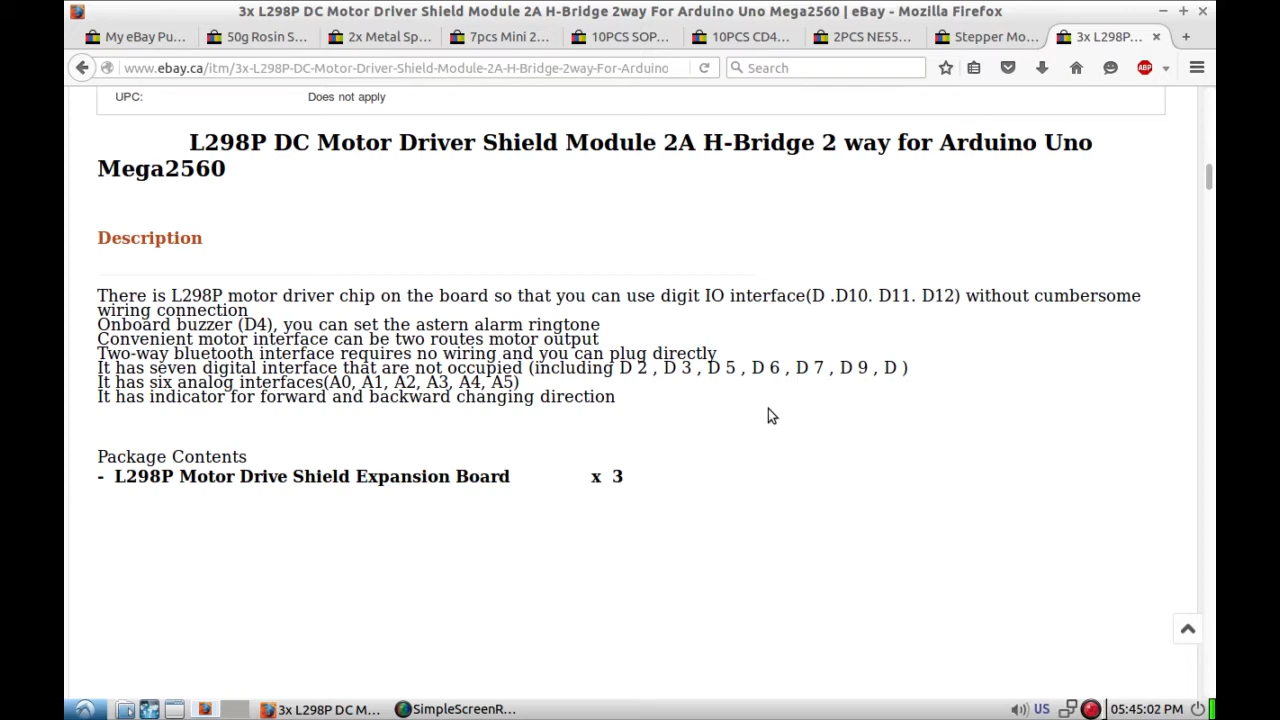 3x L298P DC Motor Driver Shield Module 2A H-Bridge 2way For Arduino Uno Mega2560 | eBay - Mozilla Firefox
My eBay Pu... 50g Rosin S... 2x Metal Sp... 7pcs Mini 2... 10PCS SOP... 10PCS CD4... 2PCS NE55... Stepper Mo... 3x L298P...
www.ebay.ca/itm/3x-L298P-DC-Motor-Driver-Shield-Module-2A-H-Bridge-2way-For-Arduino Search ABP
UPC: Does not apply
L298P DC Motor Driver Shield Module 2A H-Bridge 2 way for Arduino Uno
Mega2560
Description
There is L298P motor driver chip on the board so that you can use digit IO interface(D .D10. D11. D12) without cumbersome
wiring connection
Onboard buzzer (D4), you can set the astern alarm ringtone
Convenient motor interface can be two routes motor output
Two-way bluetooth interface requires no wiring and you can plug directly
It has seven digital interface that are not occupied (including D 2 , D 3 , D 5 , D 6 , D 7 , D 9 , D )
It has six analog interfaces(A0, A1, A2, A3, A4, A5)
It has indicator for forward and backward changing direction
Package Contents
- L298P Motor Drive Shield Expansion Board x 3
3x L298P DC M... SimpleScreenR... US 05:45:02 PM